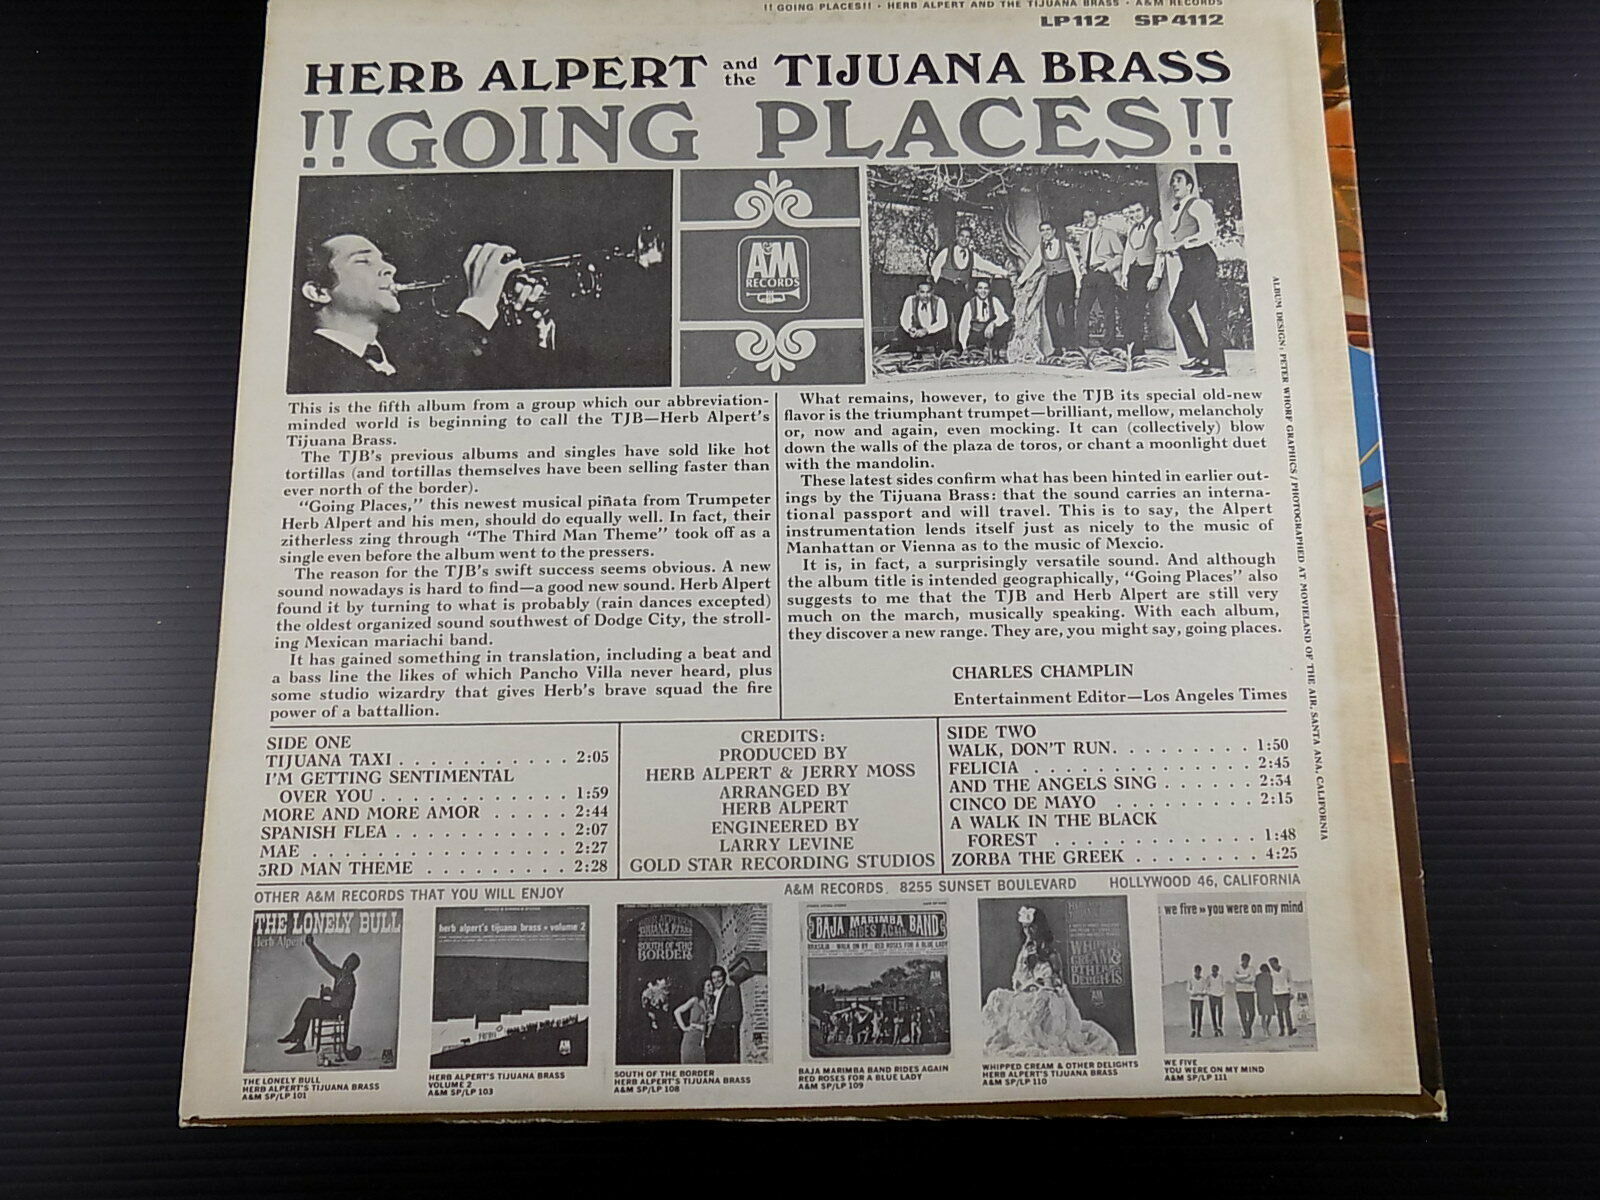 !! GOING PLACES!! • HERB ALPERT AND THE TIJUANA BRASS • A&M RECORDS
LP 112 SP 4112
HERB ALPERT and the TIJUANA BRASS
!!GOING PLACES!!
A&M
RECORDS
This is the fifth album from a group which our abbreviation-
minded world is beginning to call the TJB—Herb Alpert's
Tijuana Brass.
The TJB's previous albums and singles have sold like hot
tortillas (and tortillas themselves have been selling faster than
ever north of the border).
"Going Places," this newest musical piñata from Trumpeter
Herb Alpert and his men, should do equally well. In fact, their
zitherless zing through "The Third Man Theme" took off as a
single even before the album went to the pressers.
The reason for the TJB's swift success seems obvious. A new
sound nowadays is hard to find—a good new sound. Herb Alpert
found it by turning to what is probably (rain dances excepted)
the oldest organized sound southwest of Dodge City, the stroll-
ing Mexican mariachi band.
It has gained something in translation, including a beat and
a bass line the likes of which Pancho Villa never heard, plus
some studio wizardry that gives Herb's brave squad the fire
power of a battallion.
What remains, however, to give the TJB its special old-new
flavor is the triumphant trumpet—brilliant, mellow, melancholy
or, now and again, even mocking. It can (collectively) blow
down the walls of the plaza de toros, or chant a moonlight duet
with the mandolin.
These latest sides confirm what has been hinted in earlier out-
ings by the Tijuana Brass: that the sound carries an interna-
tional passport and will travel. This is to say, the Alpert
instrumentation lends itself just as nicely to the music of
Manhattan or Vienna as to the music of Mexcio.
It is, in fact, a surprisingly versatile sound. And although
the album title is intended geographically, "Going Places" also
suggests to me that the TJB and Herb Alpert are still very
much on the march, musically speaking. With each album,
they discover a new range. They are, you might say, going places.
CHARLES CHAMPLIN
Entertainment Editor—Los Angeles Times
ALBUM DESIGN: PETER WHORF GRAPHICS / PHOTOGRAPHED AT MOVIELAND OF THE AIR, SANTA ANA, CALIFORNIA
SIDE ONE
TIJUANA TAXI . . . . . . . . . . . 2:05
I'M GETTING SENTIMENTAL
OVER YOU . . . . . . . . . . . . 1:59
MORE AND MORE AMOR . . . . . 2:44
SPANISH FLEA . . . . . . . . . . . 2:07
MAE . . . . . . . . . . . . . . . . 2:27
3RD MAN THEME . . . . . . . . . 2:28
CREDITS:
PRODUCED BY
HERB ALPERT & JERRY MOSS
ARRANGED BY
HERB ALPERT
ENGINEERED BY
LARRY LEVINE
GOLD STAR RECORDING STUDIOS
SIDE TWO
WALK, DON'T RUN. . . . . . . . . 1:50
FELICIA . . . . . . . . . . . . . . 2:45
AND THE ANGELS SING . . . . . . 2:34
CINCO DE MAYO . . . . . . . . . 2:15
A WALK IN THE BLACK
FOREST . . . . . . . . . . . . . 1:48
ZORBA THE GREEK . . . . . . . . 4:25
OTHER A&M RECORDS THAT YOU WILL ENJOY
A&M RECORDS. 8255 SUNSET BOULEVARD HOLLYWOOD 46, CALIFORNIA
THE LONELY BULL
Herb Alpert
herb alpert's tijuana brass • volume 2
HERB ALPERT'S
TIJUANA BRASS
SOUTH OF THE
BORDER
BAJA MARIMBA BAND
RIDES AGAIN
BRASILIA • WALK ON BY • RED ROSES FOR A BLUE LADY
WHIPPED
CREAM &
OTHER
DELIGHTS
we five »» you were on my mind
THE LONELY BULL
HERB ALPERT'S TIJUANA BRASS
A&M SP/LP 101
HERB ALPERT'S TIJUANA BRASS
VOLUME 2
A&M SP/LP 103
SOUTH OF THE BORDER
HERB ALPERT'S TIJUANA BRASS
A&M SP/LP 108
BAJA MARIMBA BAND RIDES AGAIN
RED ROSES FOR A BLUE LADY
A&M SP/LP 109
WHIPPED CREAM & OTHER DELIGHTS
HERB ALPERT'S TIJUANA BRASS
A&M SP/LP 110
WE FIVE
YOU WERE ON MY MIND
A&M SP/LP 111